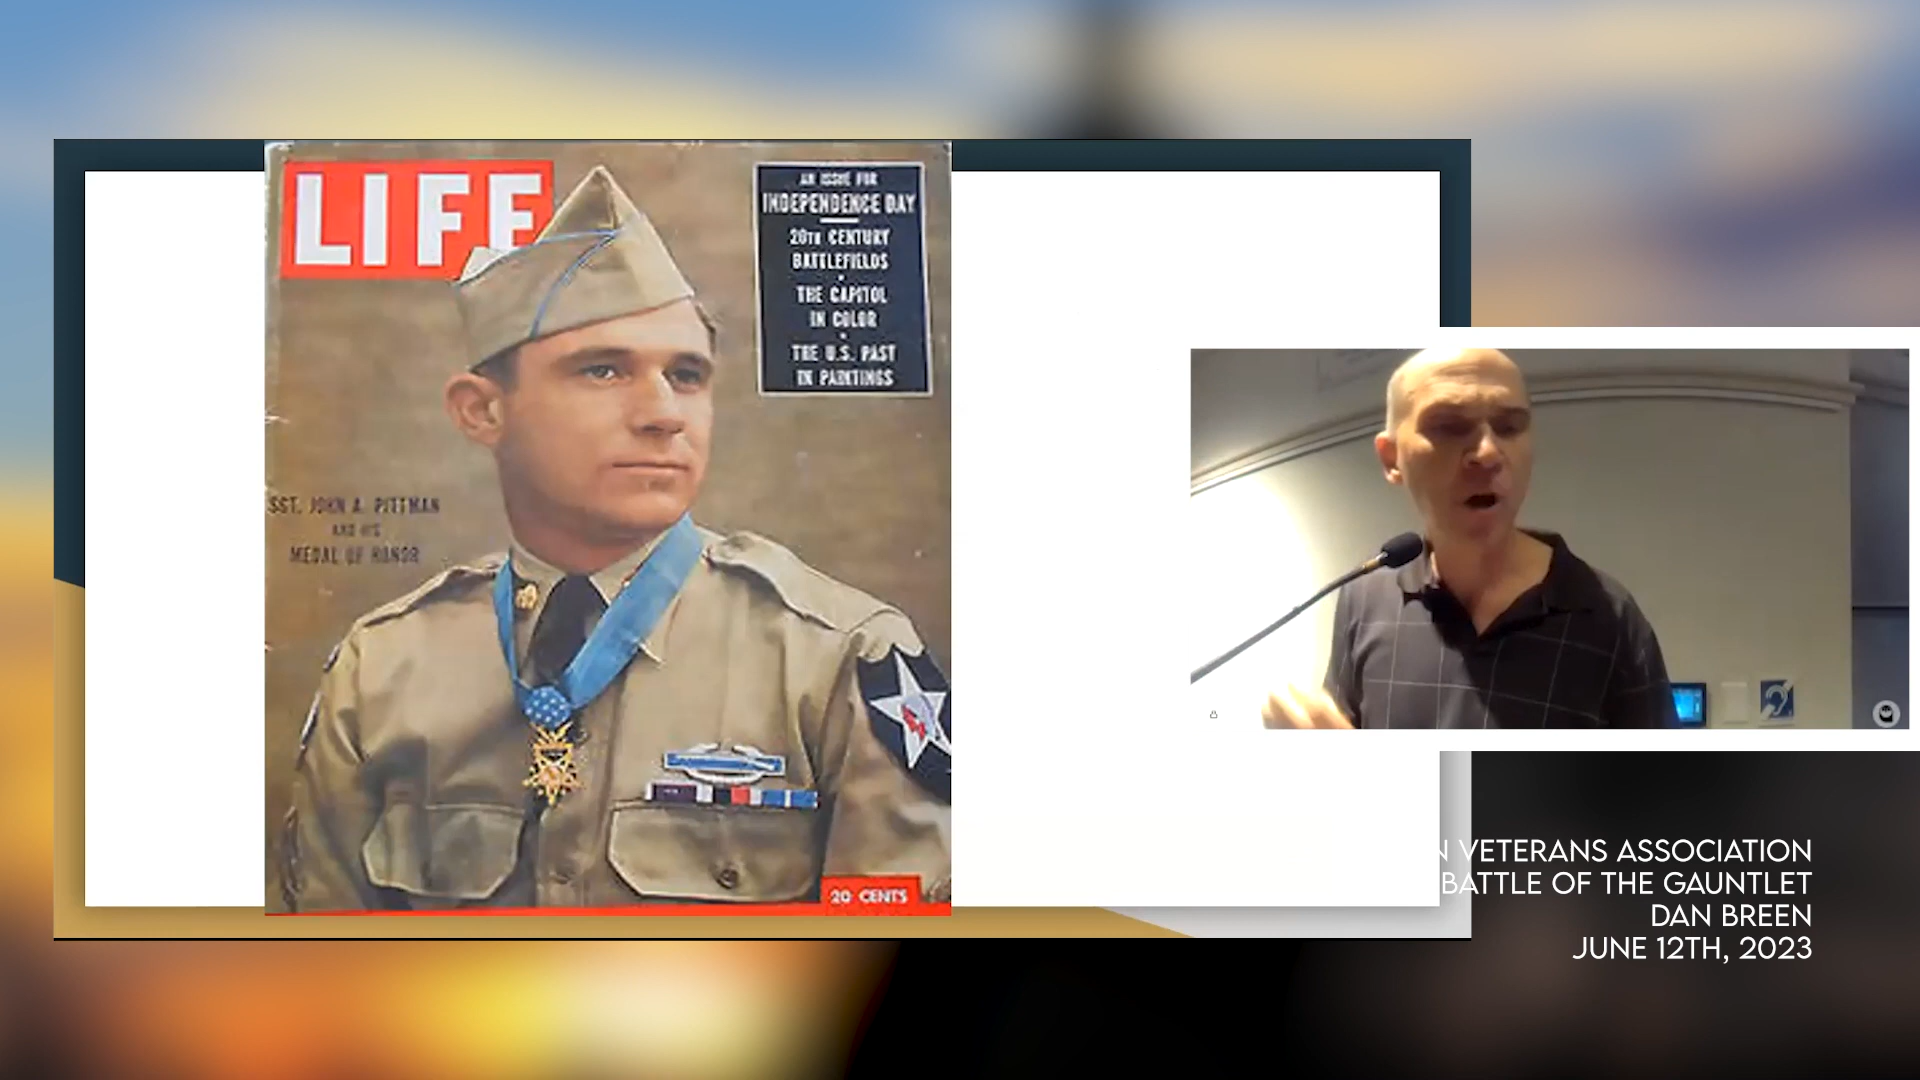 LIFE
AN ISSUE FOR
INDEPENDENCE DAY
20TH CENTURY
BATTLEFIELDS
THE CAPITOL
IN COLOR
THE U.S. PAST
IN PAINTINGS
SST. JOHN A. PITTMAN
AND HIS
MEDAL OF HONOR
20 CENTS
N VETERANS ASSOCIATION
BATTLE OF THE GAUNTLET
DAN BREEN
JUNE 12TH, 2023